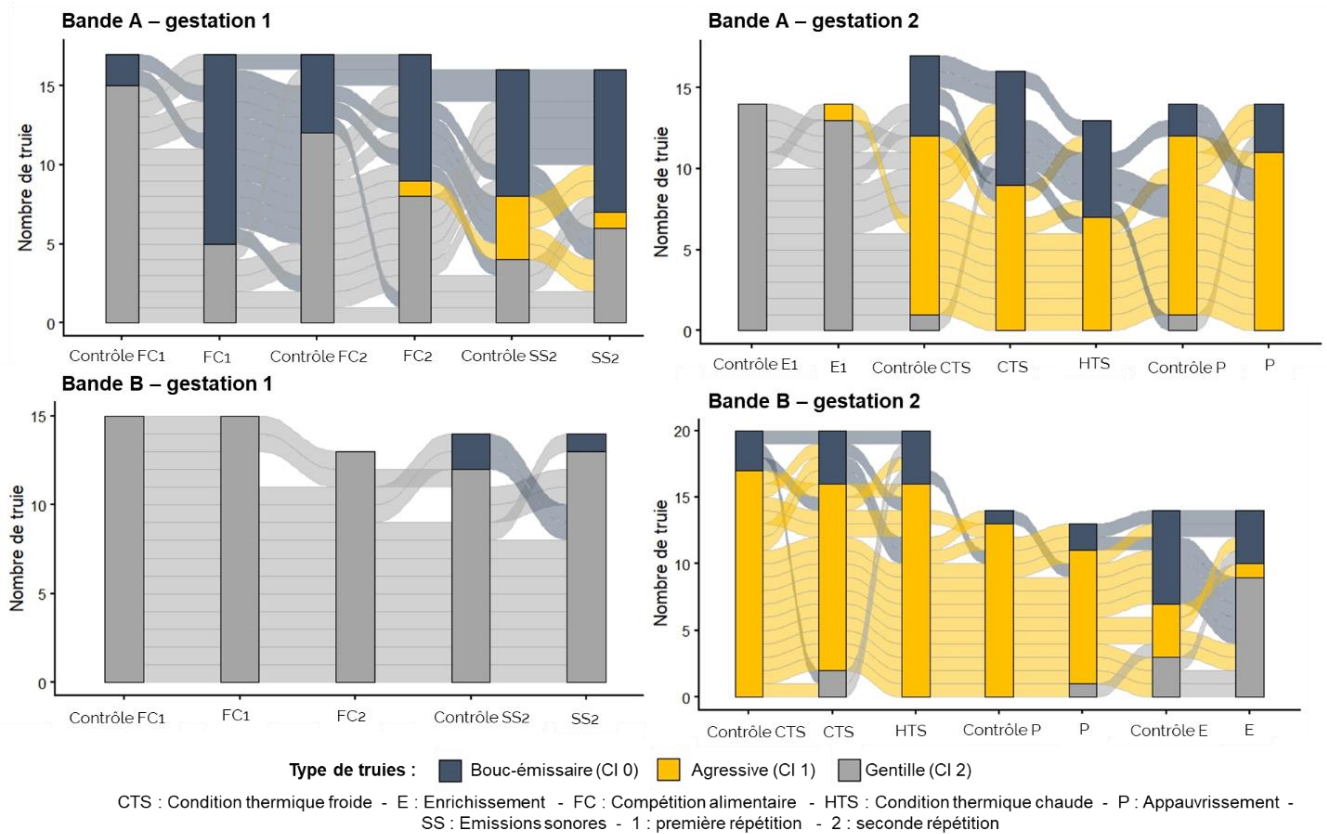 Bande A – gestation 1
Nombre de truie
15
10
5
0
Contrôle FC1 FC1 Contrôle FC2 FC2 Contrôle SS2 SS2
Bande A – gestation 2
Nombre de truie
15
10
5
0
Contrôle E1 E1 Contrôle CTS CTS HTS Contrôle P P
Bande B – gestation 1
Nombre de truie
15
10
5
0
Contrôle FC1 FC1 FC2 Contrôle SS2 SS2
Bande B – gestation 2
Nombre de truie
20
15
10
5
0
Contrôle CTS CTS HTS Contrôle P P Contrôle E E
Type de truies : Bouc-émissaire (CI 0) Agressive (CI 1) Gentille (CI 2)
CTS : Condition thermique froide - E : Enrichissement - FC : Compétition alimentaire - HTS : Condition thermique chaude - P : Appauvrissement -
SS : Emissions sonores - 1 : première répétition - 2 : seconde répétition